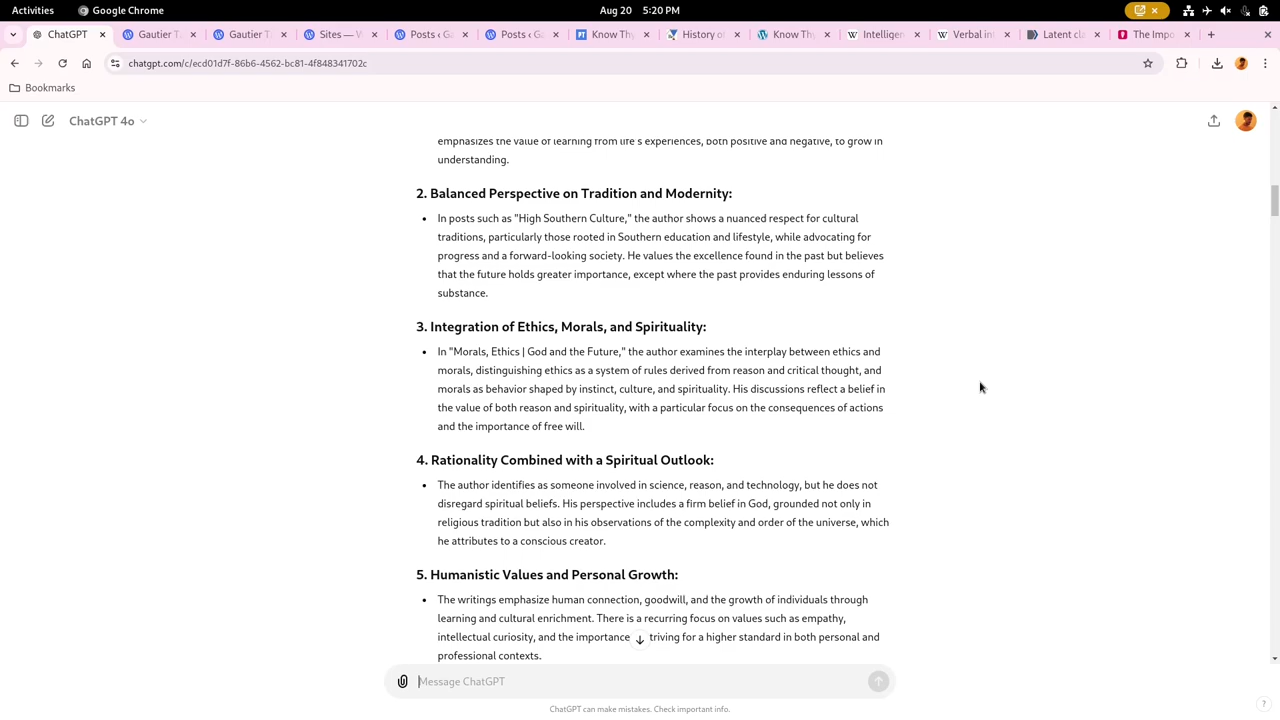 Activities
Google Chrome
Aug 20 5:20 PM
ChatGPT
Gautier T
Gautier T
Sites — W
Posts ‹ Ga
Posts ‹ Ga
Know Thy
History of
Know Thy
Intelligen
Verbal int
Latent cla
The Impo
chatgpt.com/c/ecd01d7f-86b6-4562-bc81-4f848341702c
Bookmarks
ChatGPT 4o
emphasizes the value of learning from life's experiences, both positive and negative, to grow in
understanding.
2. Balanced Perspective on Tradition and Modernity:
In posts such as "High Southern Culture," the author shows a nuanced respect for cultural
traditions, particularly those rooted in Southern education and lifestyle, while advocating for
progress and a forward-looking society. He values the excellence found in the past but believes
that the future holds greater importance, except where the past provides enduring lessons of
substance.
3. Integration of Ethics, Morals, and Spirituality:
In "Morals, Ethics | God and the Future," the author examines the interplay between ethics and
morals, distinguishing ethics as a system of rules derived from reason and critical thought, and
morals as behavior shaped by instinct, culture, and spirituality. His discussions reflect a belief in
the value of both reason and spirituality, with a particular focus on the consequences of actions
and the importance of free will.
4. Rationality Combined with a Spiritual Outlook:
The author identifies as someone involved in science, reason, and technology, but he does not
disregard spiritual beliefs. His perspective includes a firm belief in God, grounded not only in
religious tradition but also in his observations of the complexity and order of the universe, which
he attributes to a conscious creator.
5. Humanistic Values and Personal Growth:
The writings emphasize human connection, goodwill, and the growth of individuals through
learning and cultural enrichment. There is a recurring focus on values such as empathy,
intellectual curiosity, and the importance triving for a higher standard in both personal and
professional contexts.
Message ChatGPT
ChatGPT can make mistakes. Check important info.
?